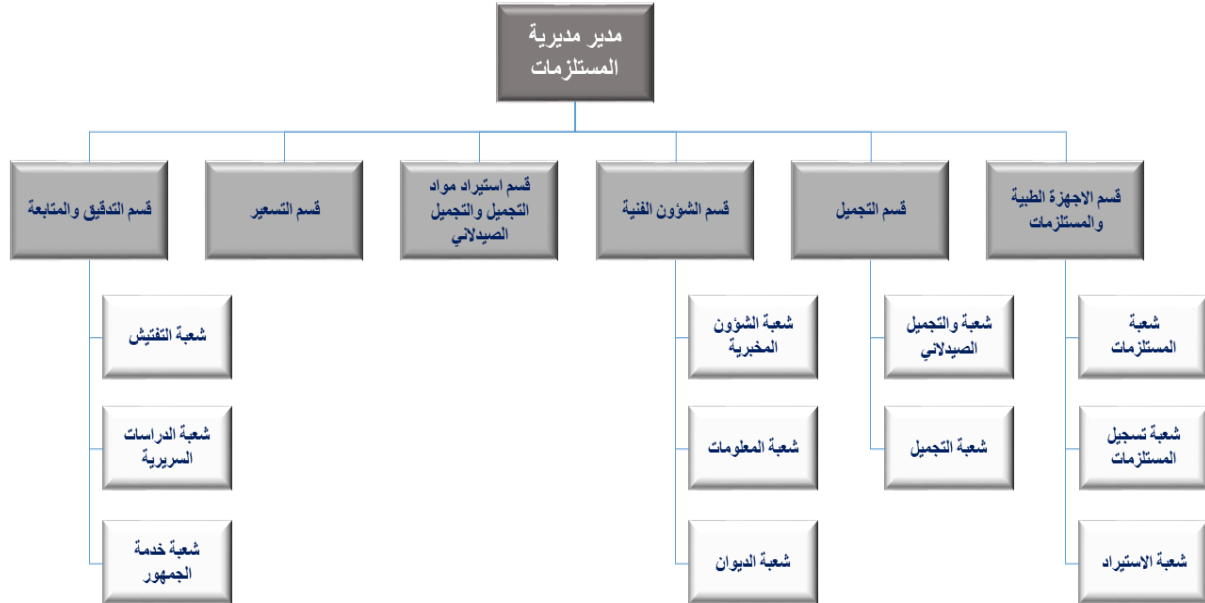 مدير مديرية
المستلزمات
قسم الاجهزة الطبية
والمستلزمات
قسم التجميل
قسم الشؤون الفنية
قسم استيراد مواد
التجميل والتجميل
الصيدلاني
قسم التسعير
قسم التدقيق والمتابعة
شعبة
المستلزمات
شعبة تسجيل
المستلزمات
شعبة الاستيراد
شعبة والتجميل
الصيدلاني
شعبة التجميل
شعبة الشؤون
المخبرية
شعبة المعلومات
شعبة الديوان
شعبة التفتيش
شعبة الدراسات
السريرية
شعبة خدمة
الجمهور